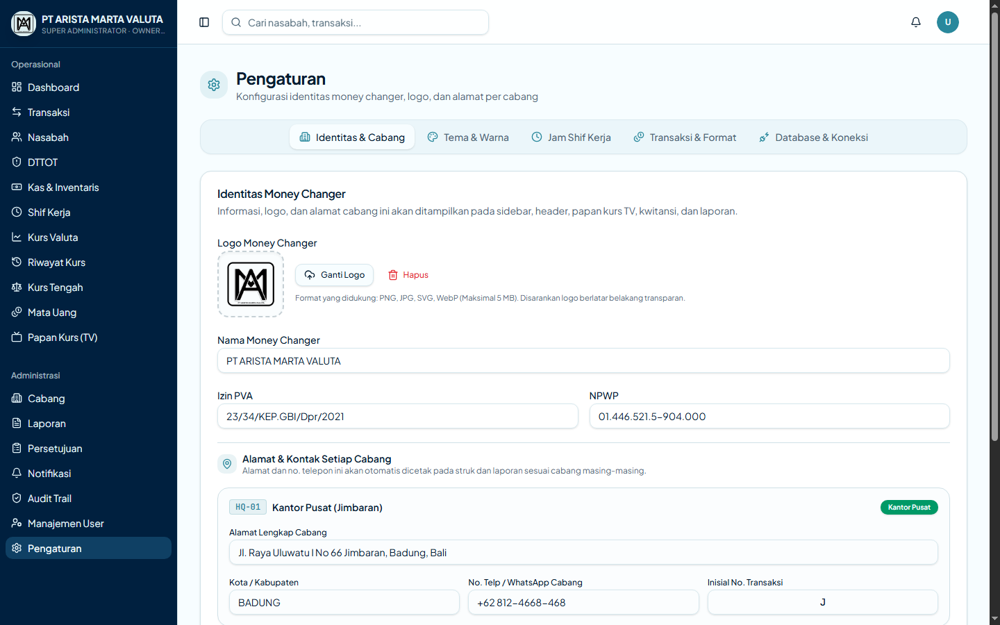 PT ARISTA MARTA VALUTA
SUPER ADMINISTRATOR · OWNER...
Operasional
Dashboard
Transaksi
Nasabah
DTTOT
Kas & Inventaris
Shif Kerja
Kurs Valuta
Riwayat Kurs
Kurs Tengah
Mata Uang
Papan Kurs (TV)
Administrasi
Cabang
Laporan
Persetujuan
Notifikasi
Audit Trail
Manajemen User
Pengaturan
Cari nasabah, transaksi...
U
Pengaturan
Konfigurasi identitas money changer, logo, dan alamat per cabang
Identitas & Cabang
Tema & Warna
Jam Shif Kerja
Transaksi & Format
Database & Koneksi
Identitas Money Changer
Informasi, logo, dan alamat cabang ini akan ditampilkan pada sidebar, header, papan kurs TV, kwitansi, dan laporan.
Logo Money Changer
Ganti Logo
Hapus
Format yang didukung: PNG, JPG, SVG, WebP (Maksimal 5 MB). Disarankan logo berlatar belakang transparan.
Nama Money Changer
PT ARISTA MARTA VALUTA
Izin PVA
23/34/KEP.GBI/Dpr/2021
NPWP
01.446.521.5-904.000
Alamat & Kontak Setiap Cabang
Alamat dan no. telepon ini akan otomatis dicetak pada struk dan laporan sesuai cabang masing-masing.
HQ-01
Kantor Pusat (Jimbaran)
Kantor Pusat
Alamat Lengkap Cabang
Jl. Raya Uluwatu I No 66 Jimbaran, Badung, Bali
Kota / Kabupaten
BADUNG
No. Telp / WhatsApp Cabang
+62 812-4668-468
Inisial No. Transaksi
J